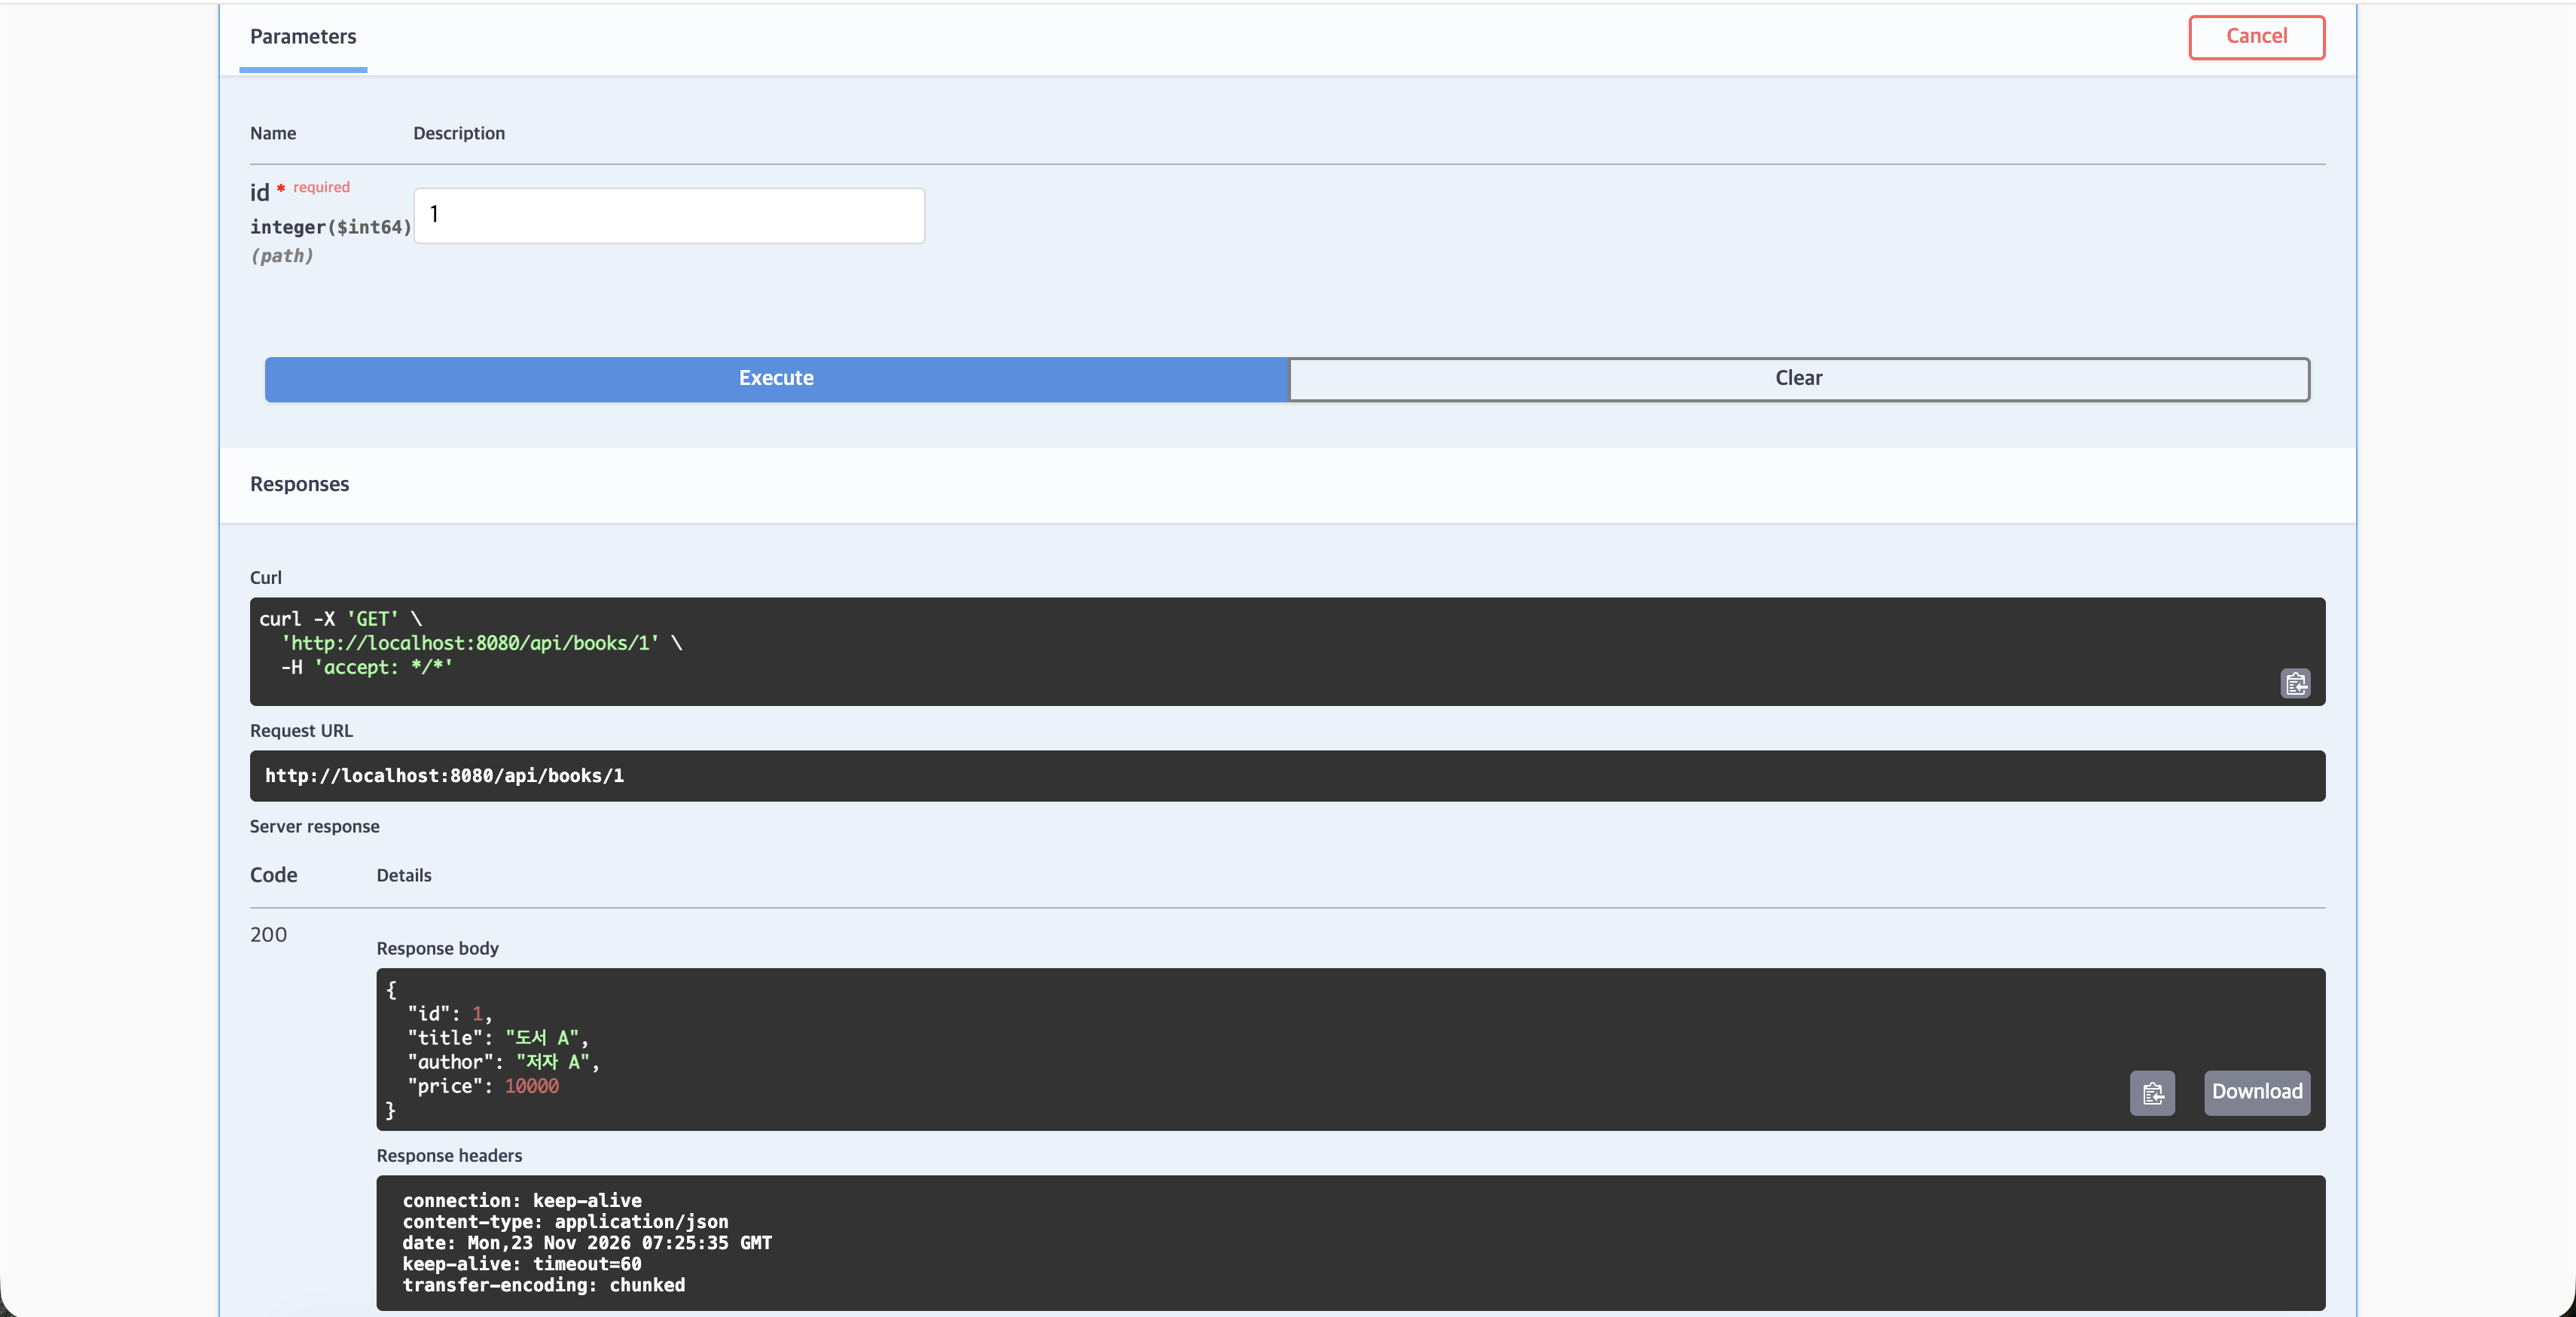 Parameters
Cancel
Name Description
id * required
integer($int64)
(path)
1
Execute
Clear
Responses
Curl
curl -X 'GET' \
  'http://localhost:8080/api/books/1' \
  -H 'accept: */*'
Request URL
http://localhost:8080/api/books/1
Server response
Code Details
200
Response body
{
  "id": 1,
  "title": "도서 A",
  "author": "저자 A",
  "price": 10000
}
Download
Response headers
connection: keep-alive
content-type: application/json
date: Mon,23 Nov 2026 07:25:35 GMT
keep-alive: timeout=60
transfer-encoding: chunked